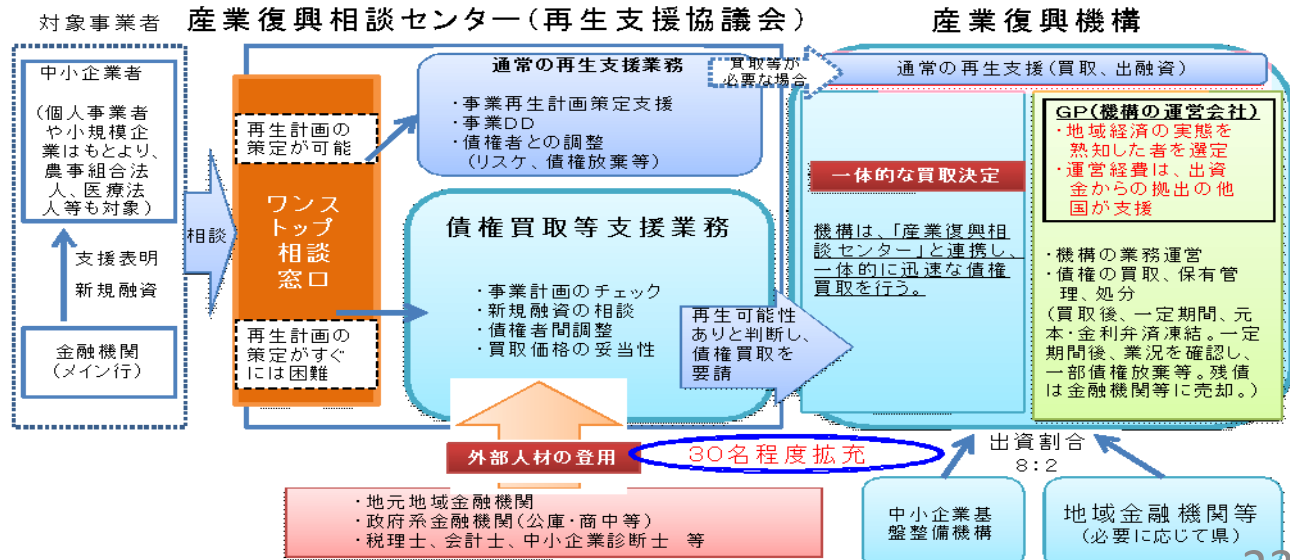 対象事業者
産業復興相談センター(再生支援協議会)
産業復興機構
中小企業者
(個人事業者
や小規模企
業はもとより、
農事組合法
人、医療法
人等も対象)
支援表明
新規融資
金融機関
(メイン行)
相談
再生計画の
策定が可能
ワンス
トップ
相談
窓口
再生計画の
策定がすぐ
には困難
通常の再生支援業務
・事業再生計画策定支援
・事業DD
・債権者との調整
(リスケ、債権放棄等)
買取等が
必要な場合
債権買取等支援業務
・事業計画のチェック
・新規融資の相談
・債権者間調整
・買取価格の妥当性
再生可能性
ありと判断し、
債権買取を
要請
外部人材の登用
30名程度拡充
・地元地域金融機関
・政府系金融機関(公庫・商中等)
・税理士、会計士、中小企業診断士 等
通常の再生支援(買取、出融資)
一体的な買取決定
機構は、「産業復興相
談センター」と連携し、
一体的に迅速な債権
買取を行う。
GP(機構の運営会社)
・地域経済の実態を
熟知した者を選定
・運営経費は、出資
金からの拠出の他
国が支援
・機構の業務運営
・債権の買取、保有管
理、処分
(買取後、一定期間、元
本・金利弁済凍結。一定
期間後、業況を確認し、
一部債権放棄等。残債
は金融機関等に売却。)
出資割合
8:2
中小企業基
盤整備機構
地域金融機関等
(必要に応じて県)